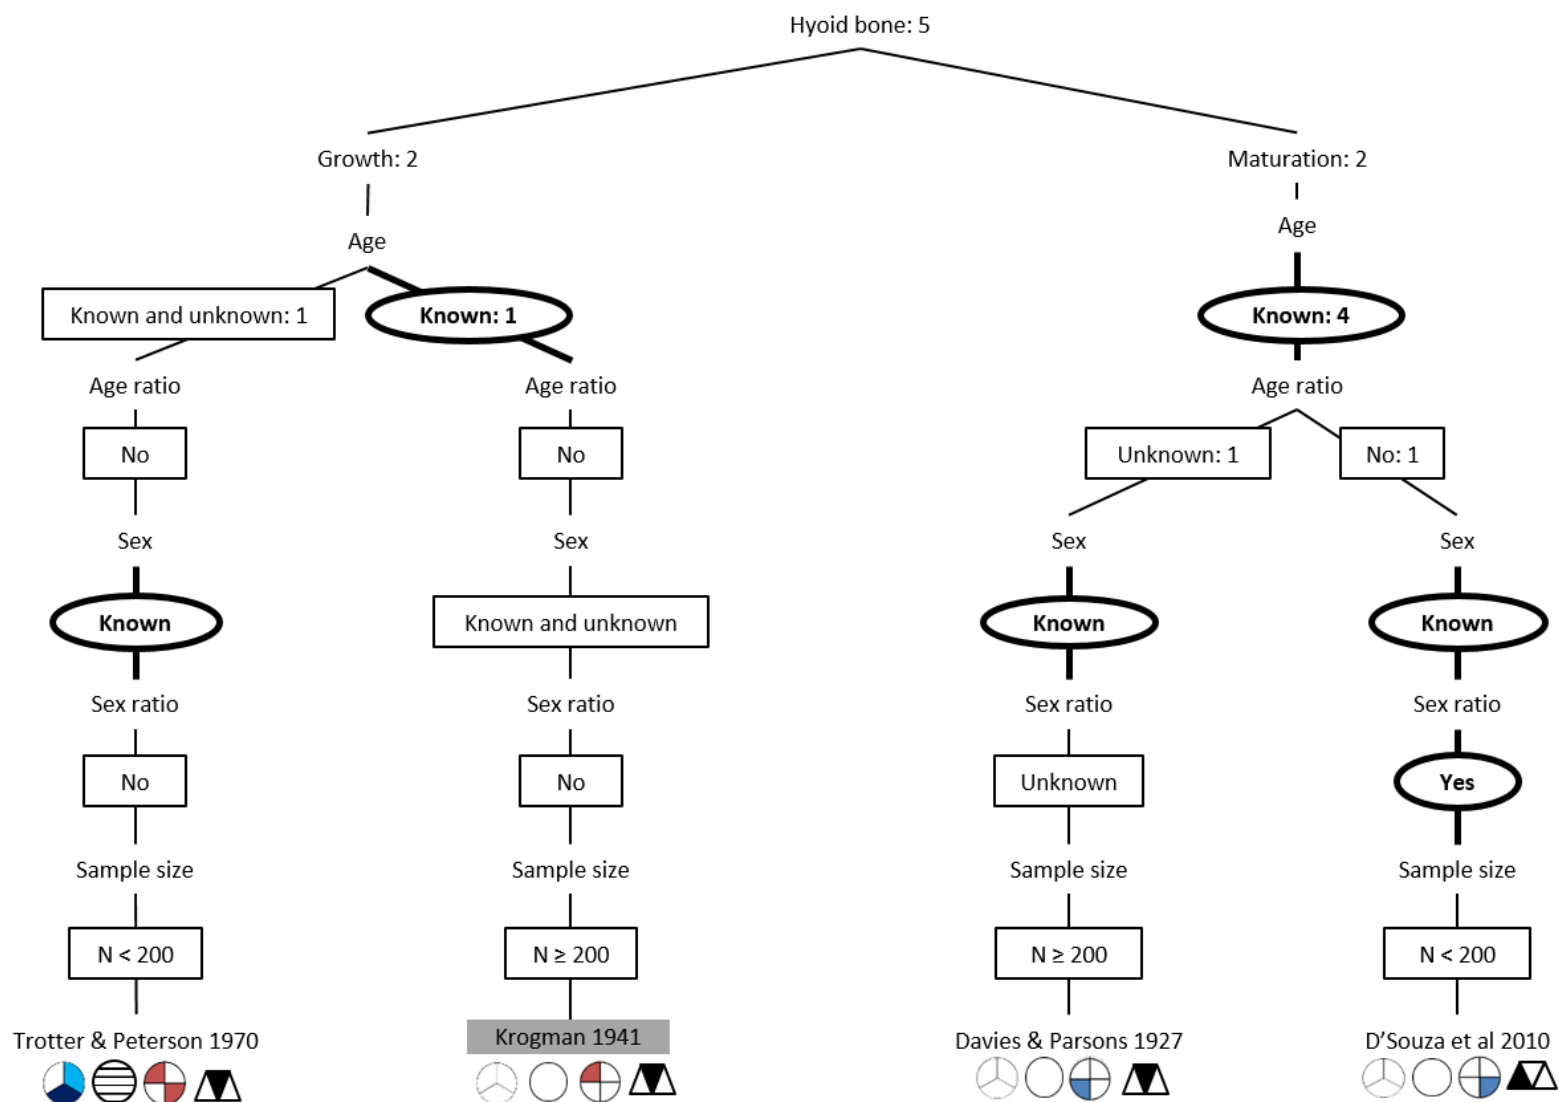 Hyoid bone: 5
Growth: 2
Maturation: 2
Age
Age
Known and unknown: 1
Known: 1
Known: 4
Age ratio
Age ratio
Age ratio
No
No
Unknown: 1
No: 1
Sex
Sex
Sex
Sex
Known
Known and unknown
Known
Known
Sex ratio
Sex ratio
Sex ratio
Sex ratio
No
No
Unknown
Yes
Sample size
Sample size
Sample size
Sample size
N < 200
N ≥ 200
N ≥ 200
N < 200
Trotter & Peterson 1970
Krogman 1941
Davies & Parsons 1927
D’Souza et al 2010